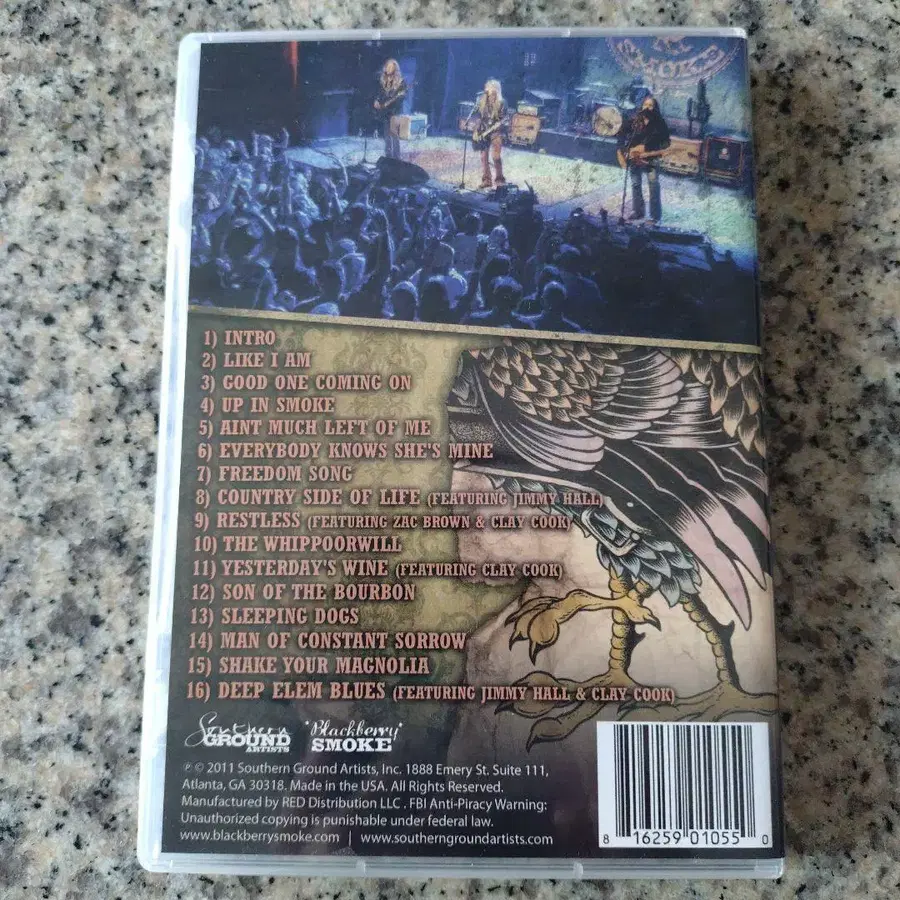 SMOKE
1) INTRO
2) LIKE I AM
3) GOOD ONE COMING ON
4) UP IN SMOKE
5) AINT MUCH LEFT OF ME
6) EVERYBODY KNOWS SHE'S MINE
7) FREEDOM SONG
8) COUNTRY SIDE OF LIFE (FEATURING JIMMY HALL)
9) RESTLESS (FEATURING ZAC BROWN & CLAY COOK)
10) THE WHIPPOORWILL
11) YESTERDAY'S WINE (FEATURING CLAY COOK)
12) SON OF THE BOURBON
13) SLEEPING DOGS
14) MAN OF CONSTANT SORROW
15) SHAKE YOUR MAGNOLIA
16) DEEP ELEM BLUES (FEATURING JIMMY HALL & CLAY COOK)
Southern
GROUND
ARTISTS
Blackberry
SMOKE
℗ © 2011 Southern Ground Artists, Inc. 1888 Emery St. Suite 111,
Atlanta, GA 30318. Made in the USA. All Rights Reserved.
Manufactured by RED Distribution LLC . FBI Anti-Piracy Warning:
Unauthorized copying is punishable under federal law.
www.blackberrysmoke.com | www.southerngroundartists.com
8 16259 01055 0